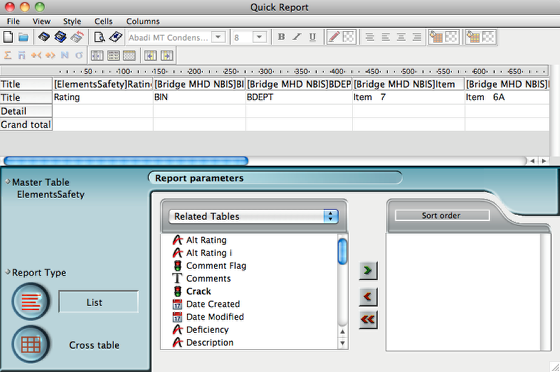 Quick Report
File View Style Cells Columns
Abadi MT Condens... 8 B I U
0 50 100 150 200 250 300 350 400 450 500 550 600 650
Title [ElementsSafety]Rating [Bridge MHD NBIS]BI [Bridge MHD NBIS]BDEP [Bridge MHD NBIS]Item [Bridge MHD NBIS]I
Title Rating BIN BDEPT Item 7 Item 6A
Detail
Grand total
Master Table
ElementsSafety
Report parameters
Related Tables
Sort order
Alt Rating
Alt Rating i
Comment Flag
Comments
Crack
Date Created
Date Modified
Deficiency
Description
Report Type
List
Cross table